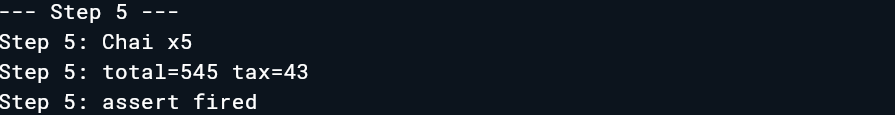 --- Step 5 ---
Step 5: Chai x5
Step 5: total=545 tax=43
Step 5: assert fired